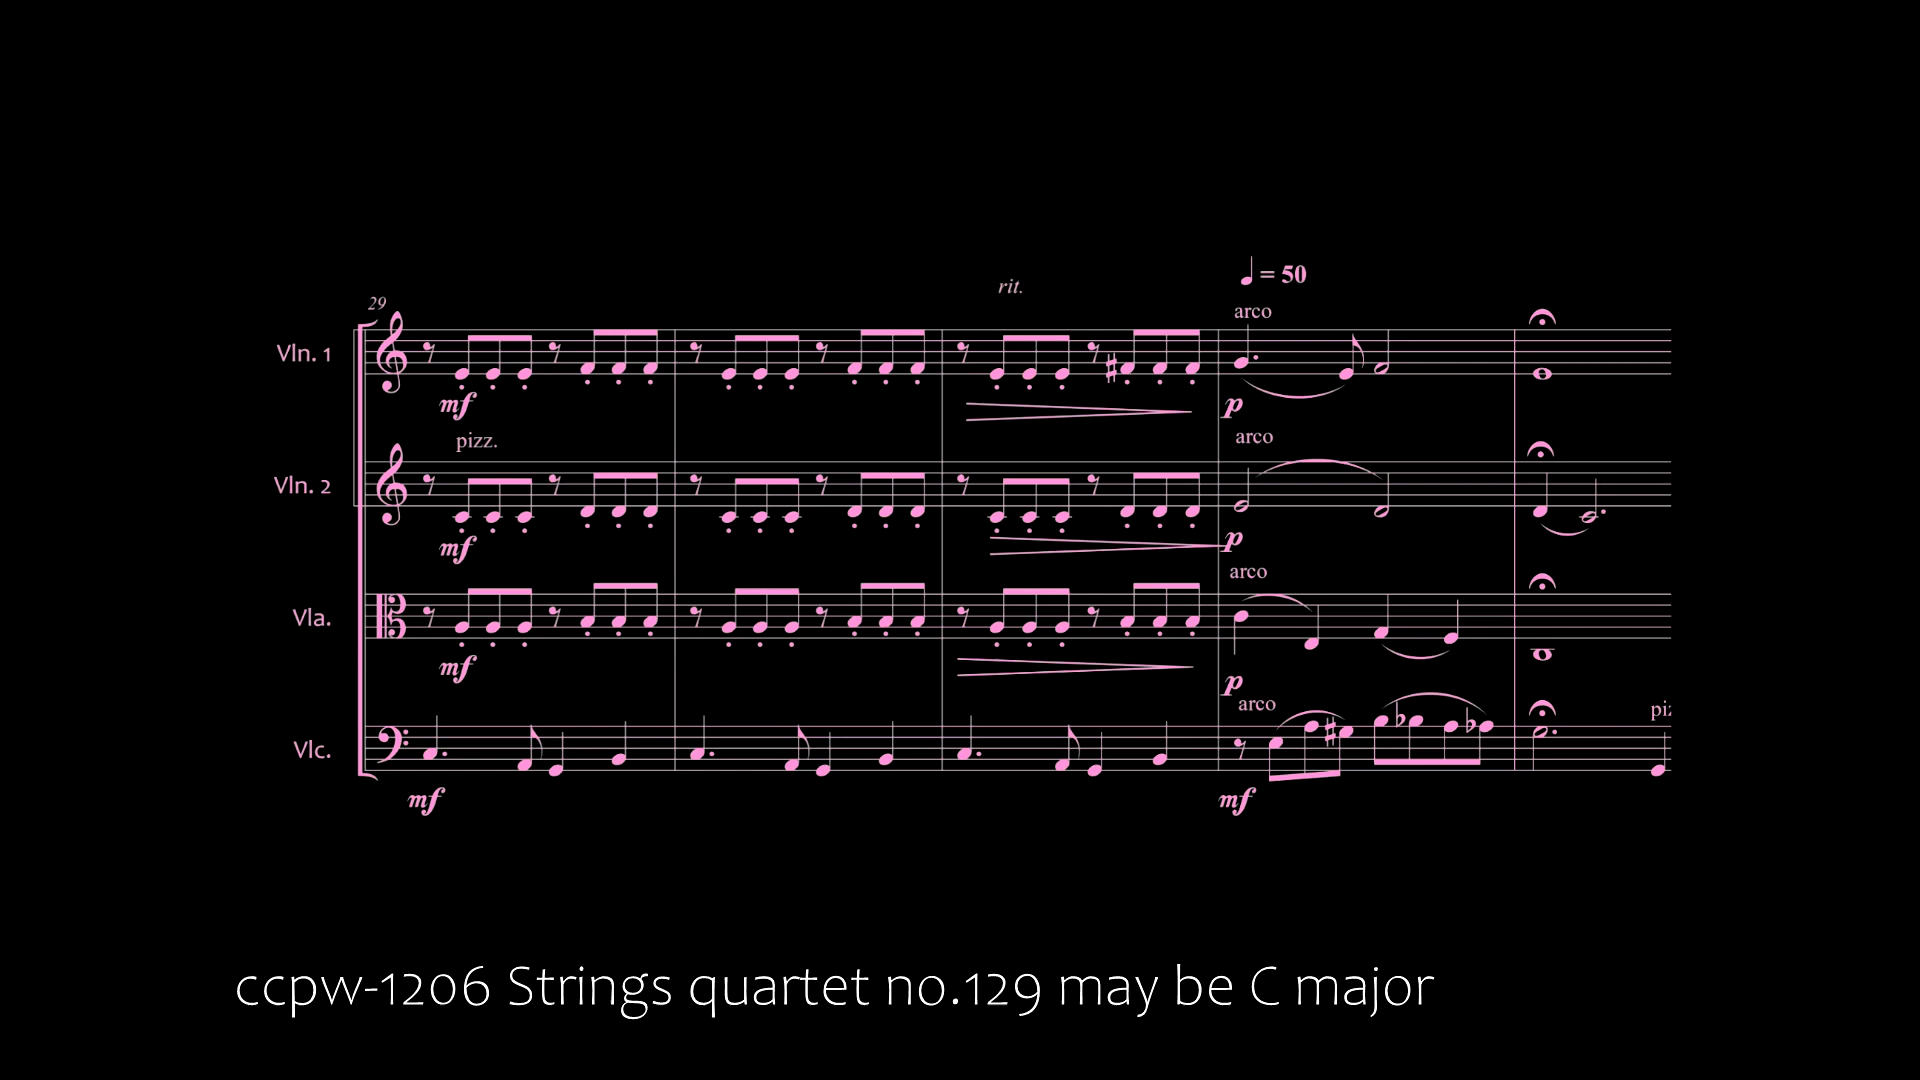 rit.
= 50
29
arco
Vln. 1
mf
p
pizz.
arco
Vln. 2
mf
p
arco
Vla.
mf
p
arco
piz
Vlc.
mf
mf
ccpw-1206 Strings quartet no.129 may be C major